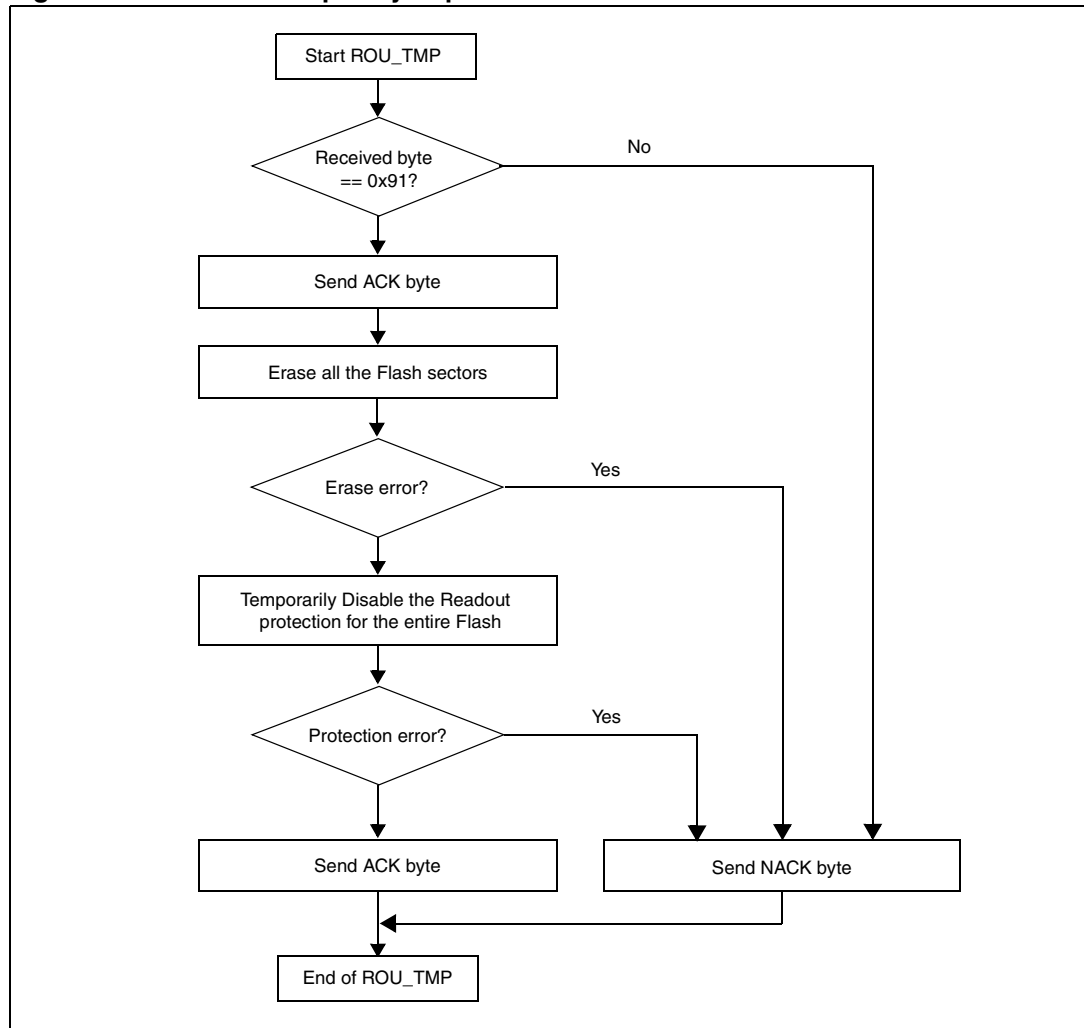 Start ROU_TMP
Received byte
== 0x91?
No
Send ACK byte
Erase all the Flash sectors
Erase error?
Yes
Temporarily Disable the Readout
protection for the entire Flash
Protection error?
Yes
Send ACK byte
Send NACK byte
End of ROU_TMP